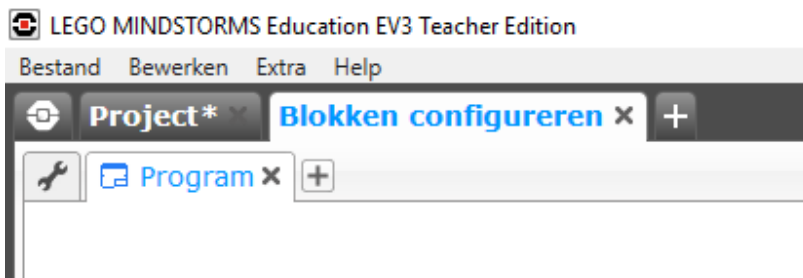 LEGO MINDSTORMS Education EV3 Teacher Edition
Bestand Bewerken Extra Help
Project* Blokken configureren
Program